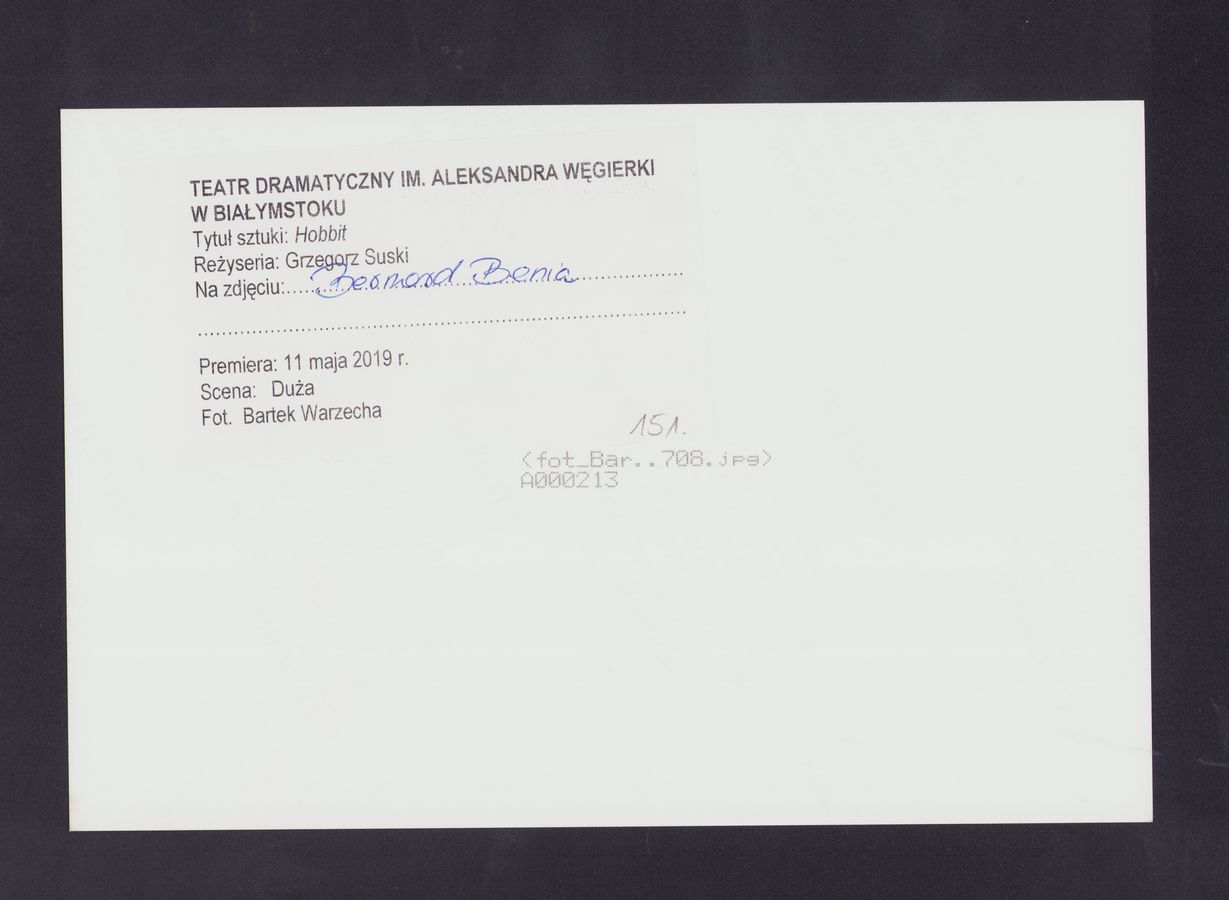 TEATR DRAMATYCZNY IM. ALEKSANDRA WĘGIERKI
W BIAŁYMSTOKU
Tytuł sztuki: Hobbit
Reżyseria: Grzegorz Suski
Na zdjęciu:.....Bernard Bania..................
................................................................................
Premiera: 11 maja 2019 r.
Scena: Duża
Fot. Bartek Warzecha
151.
(fot_Bar..708.jpg)
A000213